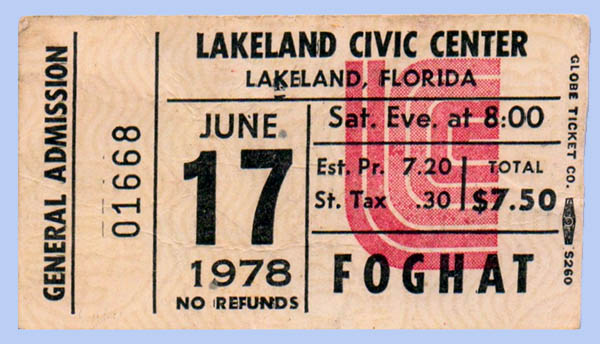 GENERAL ADMISSION
01668
LAKELAND CIVIC CENTER
LAKELAND, FLORIDA
JUNE
17
1978
NO REFUNDS
Sat. Eve. at 8:00
Est. Pr. 7.20
St. Tax .30
TOTAL
$7.50
FOGHAT
GLOBE TICKET CO. S260